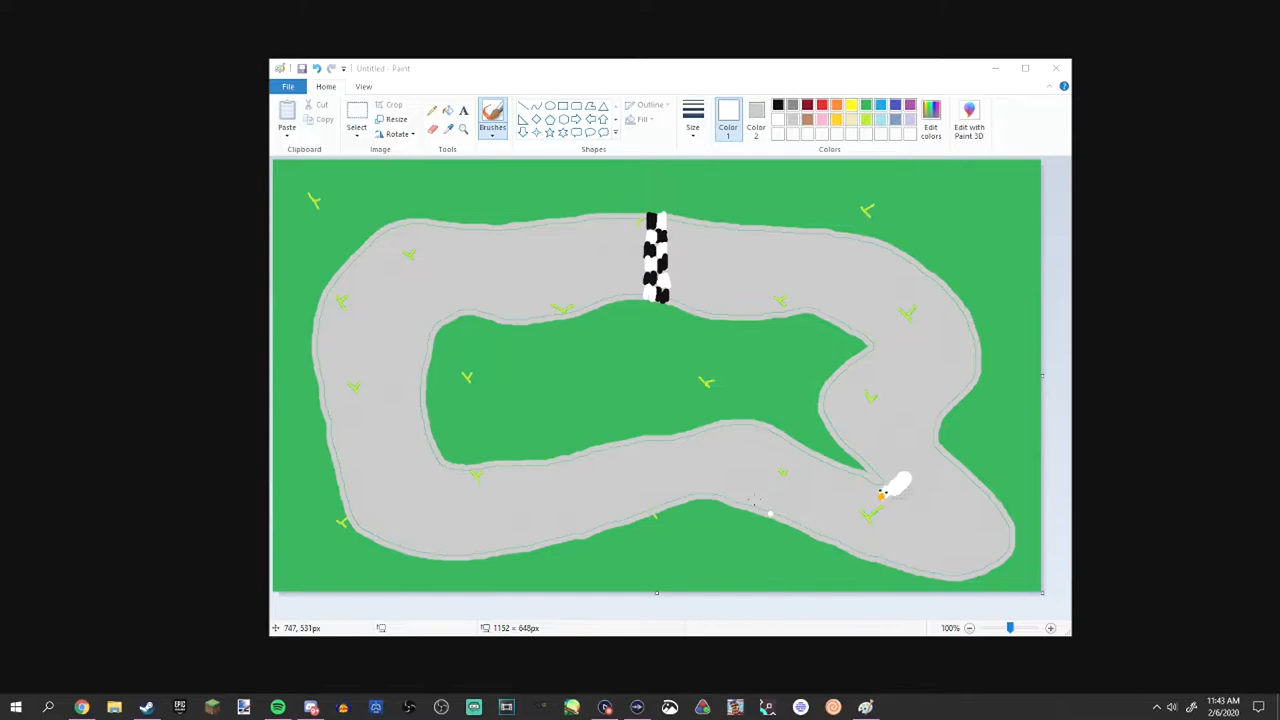 Untitled - Paint
File Home View
Paste
Cut
Copy
Clipboard
Select
Crop
Resize
Rotate
Image
A
Tools
Brushes
Outline
Fill
Shapes
Size
Color
1
Color
2
Colors
Edit
colors
Edit with
Paint 3D
747, 531px
1152 × 648px
100%
EPIC
11:43 AM
2/6/2020